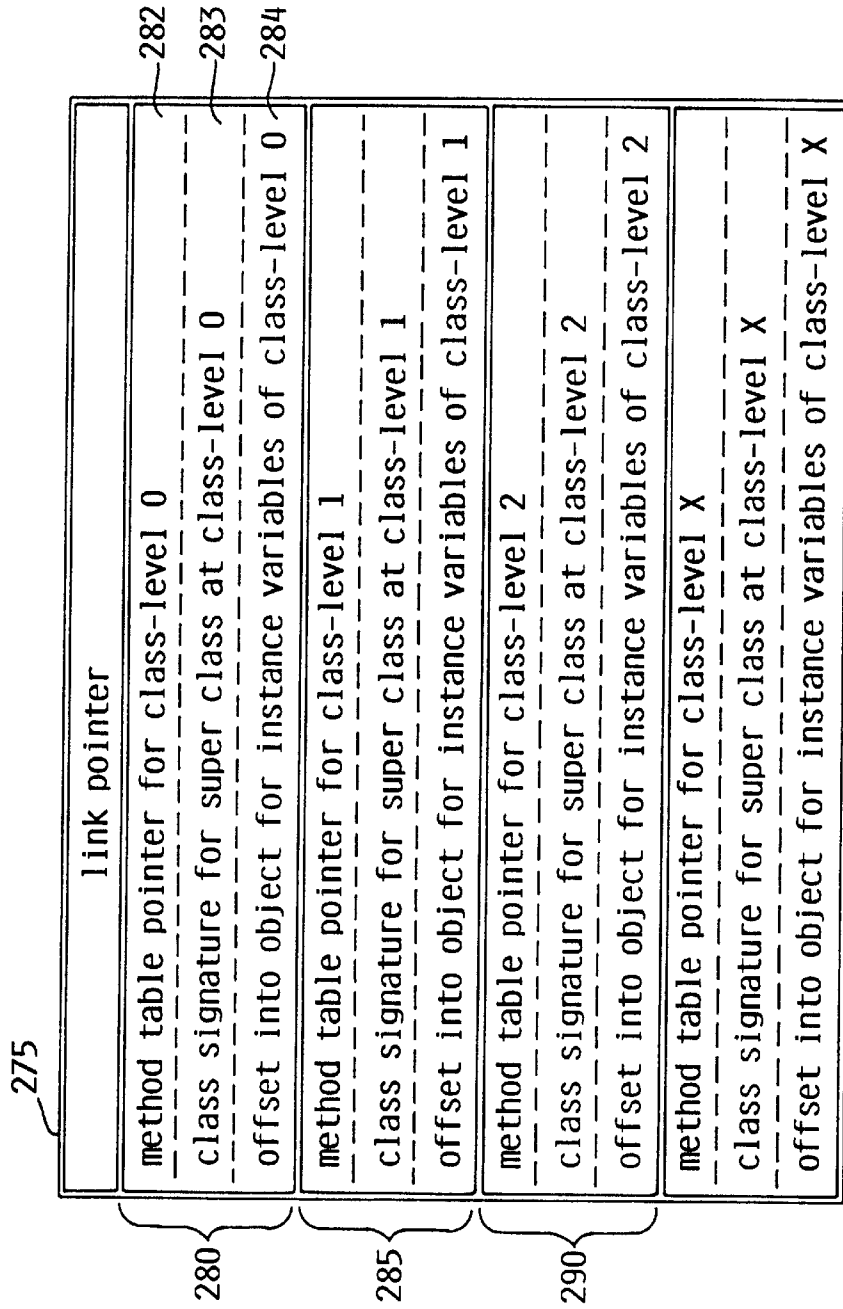 275
link pointer
method table pointer for class-level 0
282
class signature for super class at class-level 0
283
offset into object for instance variables of class-level 0
284
280
method table pointer for class-level 1
class signature for super class at class-level 1
offset into object for instance variables of class-level 1
285
method table pointer for class-level 2
class signature for super class at class-level 2
offset into object for instance variables of class-level 2
290
method table pointer for class-level X
class signature for super class at class-level X
offset into object for instance variables of class-level X